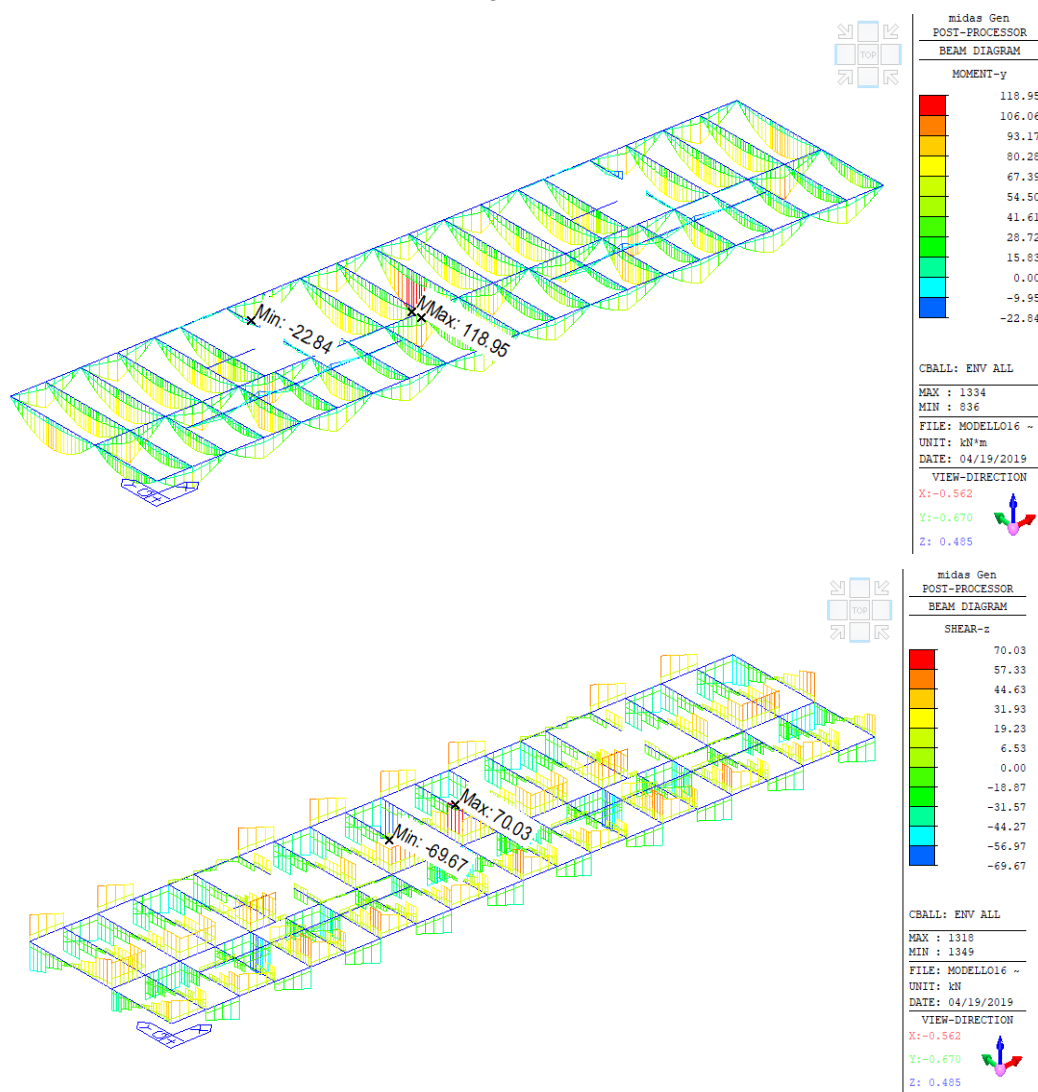 midas Gen
POST-PROCESSOR
BEAM DIAGRAM
MOMENT-y
118.95
106.06
93.17
80.28
67.39
54.50
41.61
28.72
15.83
0.00
-9.95
-22.84
CBALL: ENV ALL
MAX : 1334
MIN : 836
FILE: MODELLO16 ~
UNIT: kN*m
DATE: 04/19/2019
VIEW-DIRECTION
X:-0.562
Y:-0.670
Z: 0.485
TOP
Min: -22.84
Max: 118.95
midas Gen
POST-PROCESSOR
BEAM DIAGRAM
SHEAR-z
70.03
57.33
44.63
31.93
19.23
6.53
0.00
-18.87
-31.57
-44.27
-56.97
-69.67
CBALL: ENV ALL
MAX : 1318
MIN : 1349
FILE: MODELLO16 ~
UNIT: kN
DATE: 04/19/2019
VIEW-DIRECTION
X:-0.562
Y:-0.670
Z: 0.485
TOP
Max: 70.03
Min: -69.67